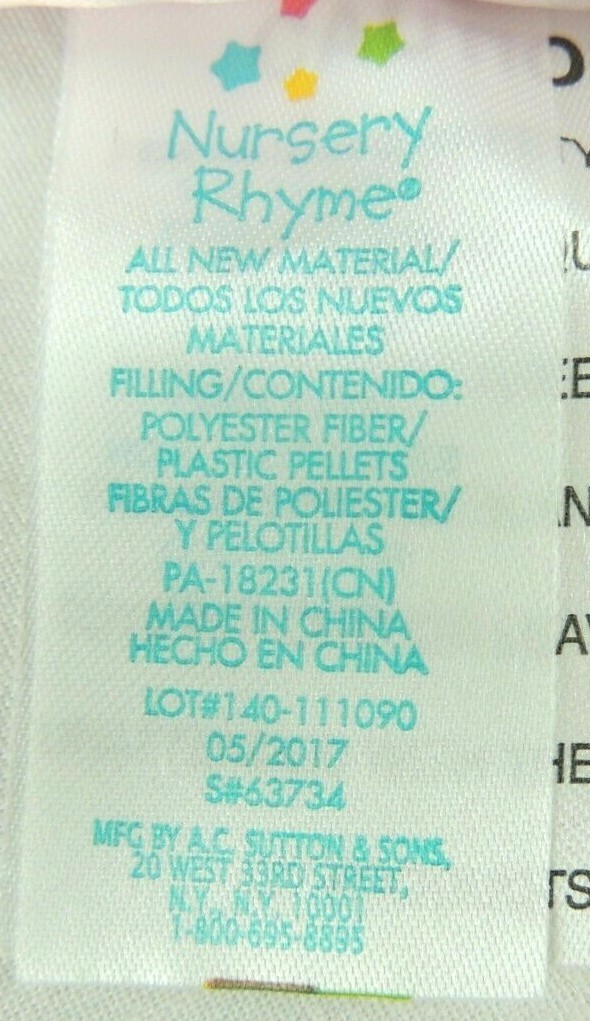 Nursery
Rhyme®
ALL NEW MATERIAL/
TODOS LOS NUEVOS
MATERIALES
FILLING/CONTENIDO:
POLYESTER FIBER/
PLASTIC PELLETS
FIBRAS DE POLIESTER/
Y PELOTILLAS
PA-18231(CN)
MADE IN CHINA
HECHO EN CHINA
LOT#140-111090
05/2017
S#63734
MFG BY A.C. SUTTON & SONS,
20 WEST 33RD STREET,
N.Y., N.Y. 10001
1-800-695-8895